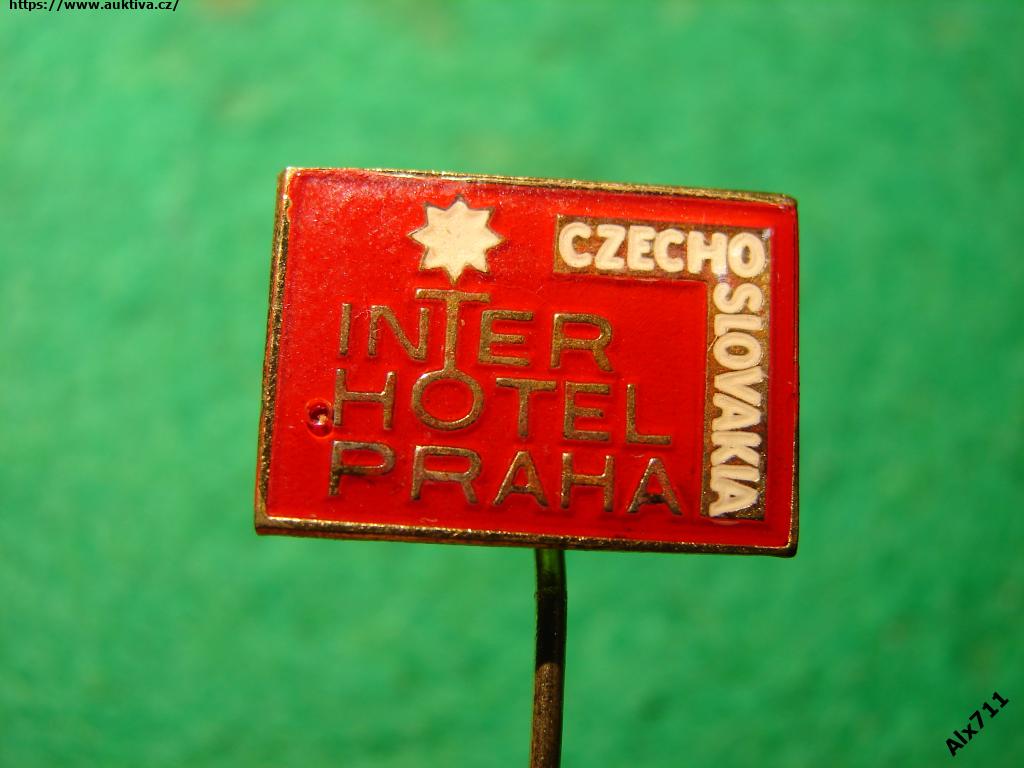 https://www.auktiva.cz/
CZECHO
SLOVAKIA
INTER
HOTEL
PRAHA
Alx711